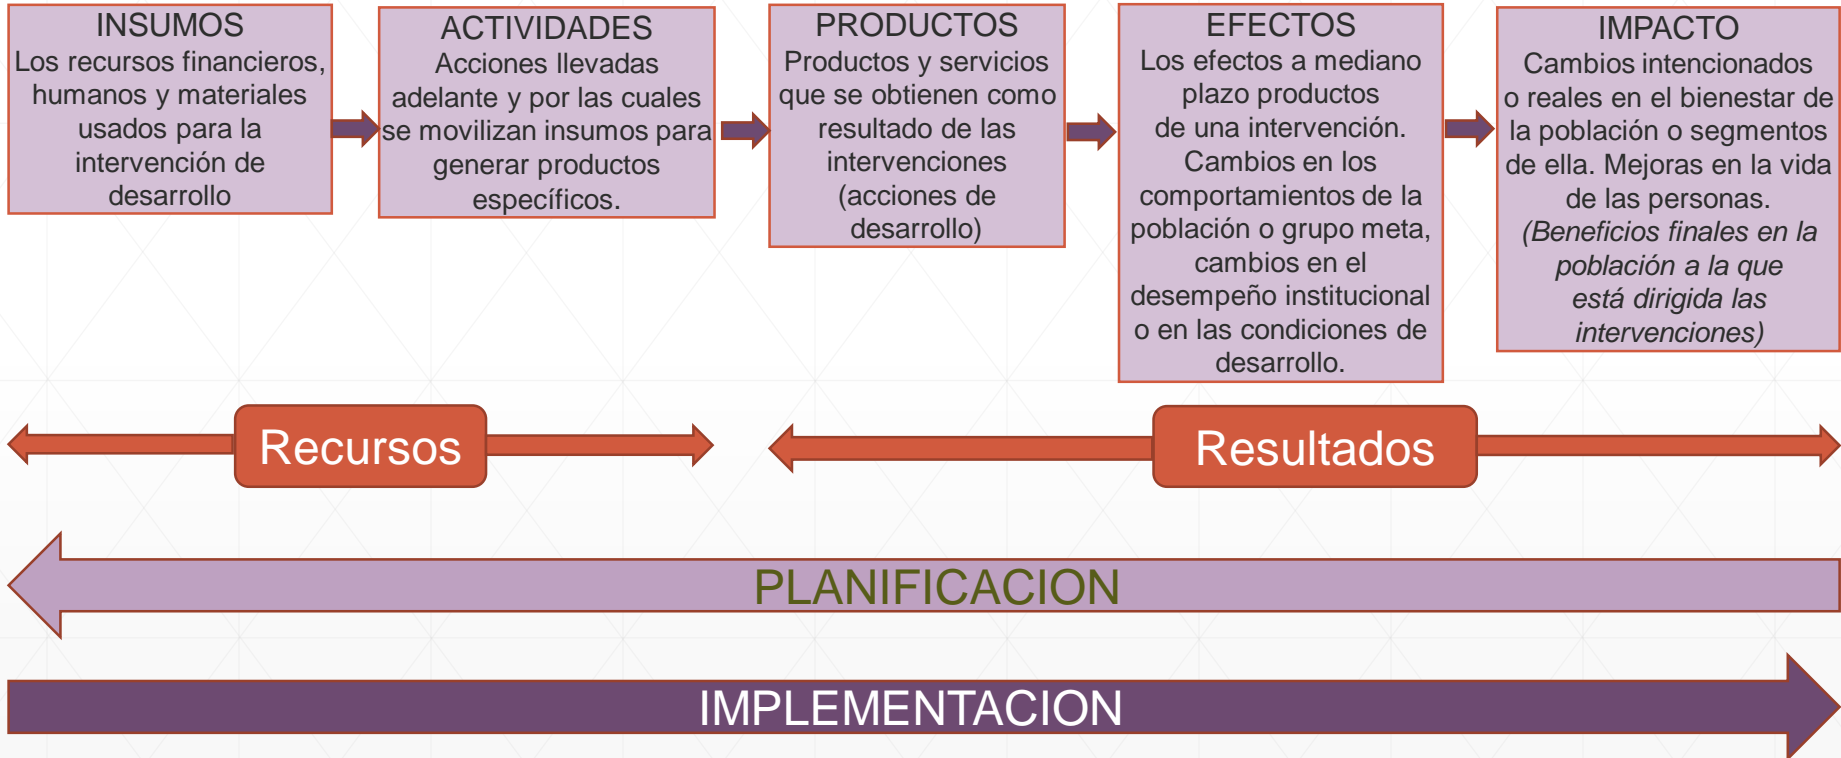 INSUMOS
Los recursos financieros,
humanos y materiales
usados para la
intervención de
desarrollo
ACTIVIDADES
Acciones llevadas
adelante y por las cuales
se movilizan insumos para
generar productos
específicos.
PRODUCTOS
Productos y servicios
que se obtienen como
resultado de las
intervenciones
(acciones de
desarrollo)
EFECTOS
Los efectos a mediano
plazo productos
de una intervención.
Cambios en los
comportamientos de la
población o grupo meta,
cambios en el
desempeño institucional
o en las condiciones de
desarrollo.
IMPACTO
Cambios intencionados
o reales en el bienestar de
la población o segmentos
de ella. Mejoras en la vida
de las personas.
(Beneficios finales en la
población a la que
está dirigida las
intervenciones)
Recursos
Resultados
PLANIFICACION
IMPLEMENTACION